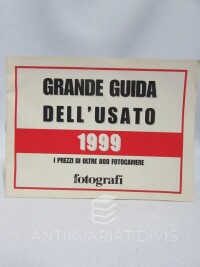 GRANDE GUIDA
DELL'USATO
1999
I PREZZI DI OLTRE 800 FOTOCAMERE
fotografi
ANTIKVARIAT DIVIS